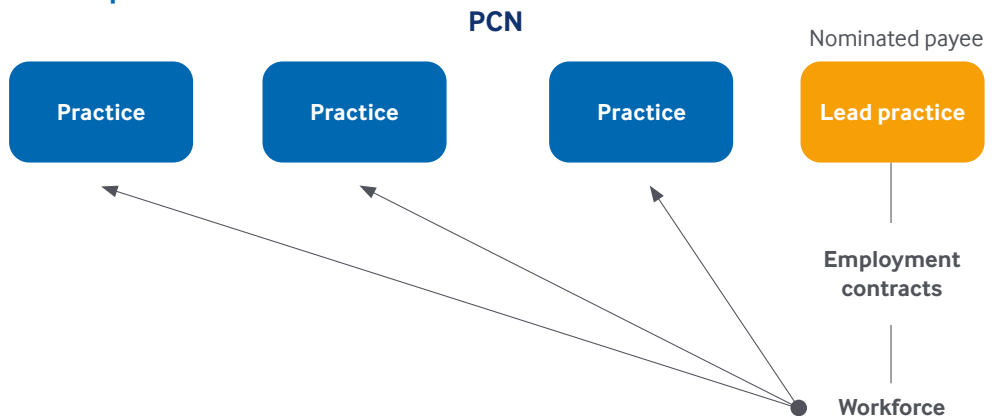 PCN
Nominated payee
Practice
Practice
Practice
Lead practice
Employment
contracts
Workforce